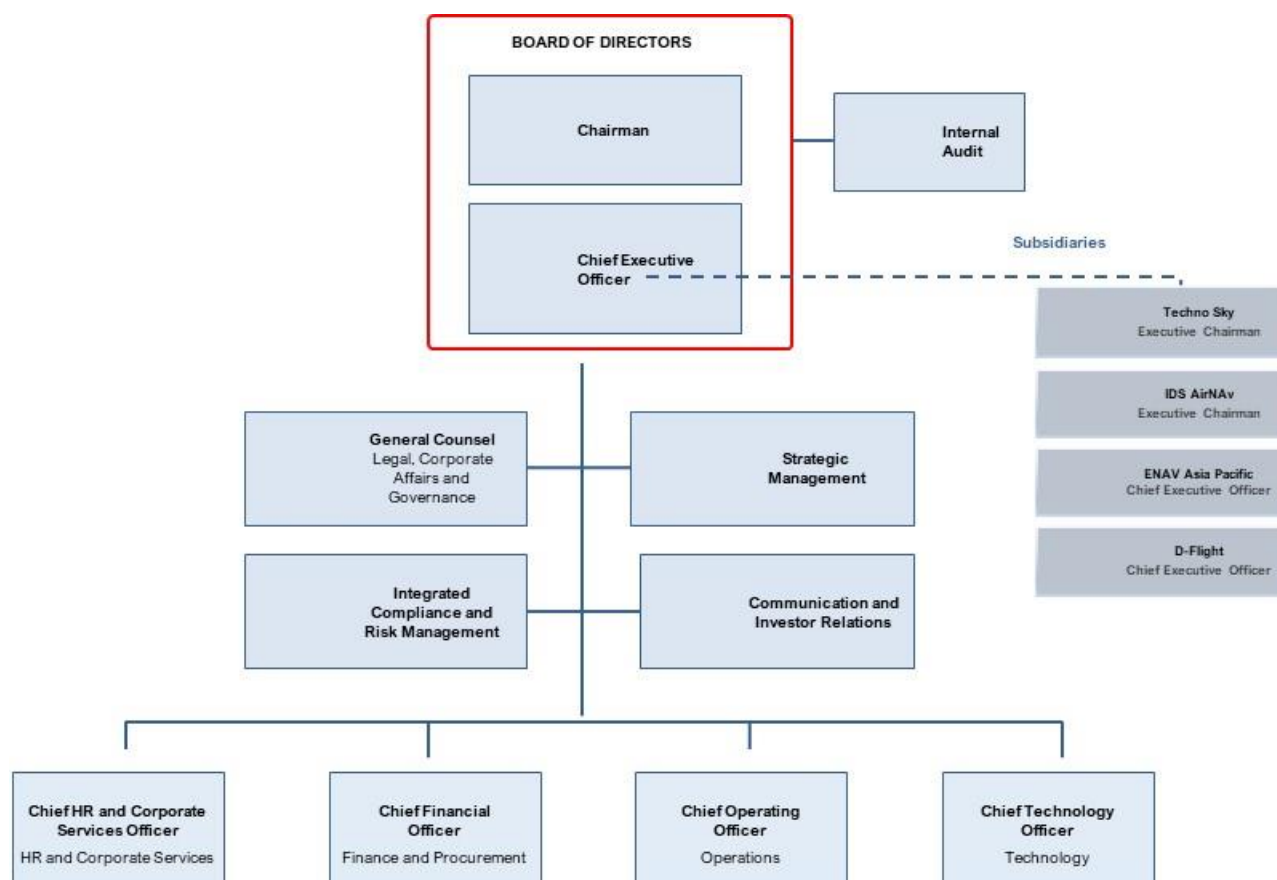 BOARD OF DIRECTORS
Chairman
Internal
Audit
Chief Executive
Officer
Subsidiaries
Techno Sky
Executive Chairman
IDS AirNAv
Executive Chairman
ENAV Asia Pacific
Chief Executive Officer
D-Flight
Chief Executive Officer
General Counsel
Legal, Corporate
Affairs and
Governance
Strategic
Management
Integrated
Compliance and
Risk Management
Communication and
Investor Relations
Chief HR and Corporate
Services Officer
HR and Corporate Services
Chief Financial
Officer
Finance and Procurement
Chief Operating
Officer
Operations
Chief Technology
Officer
Technology